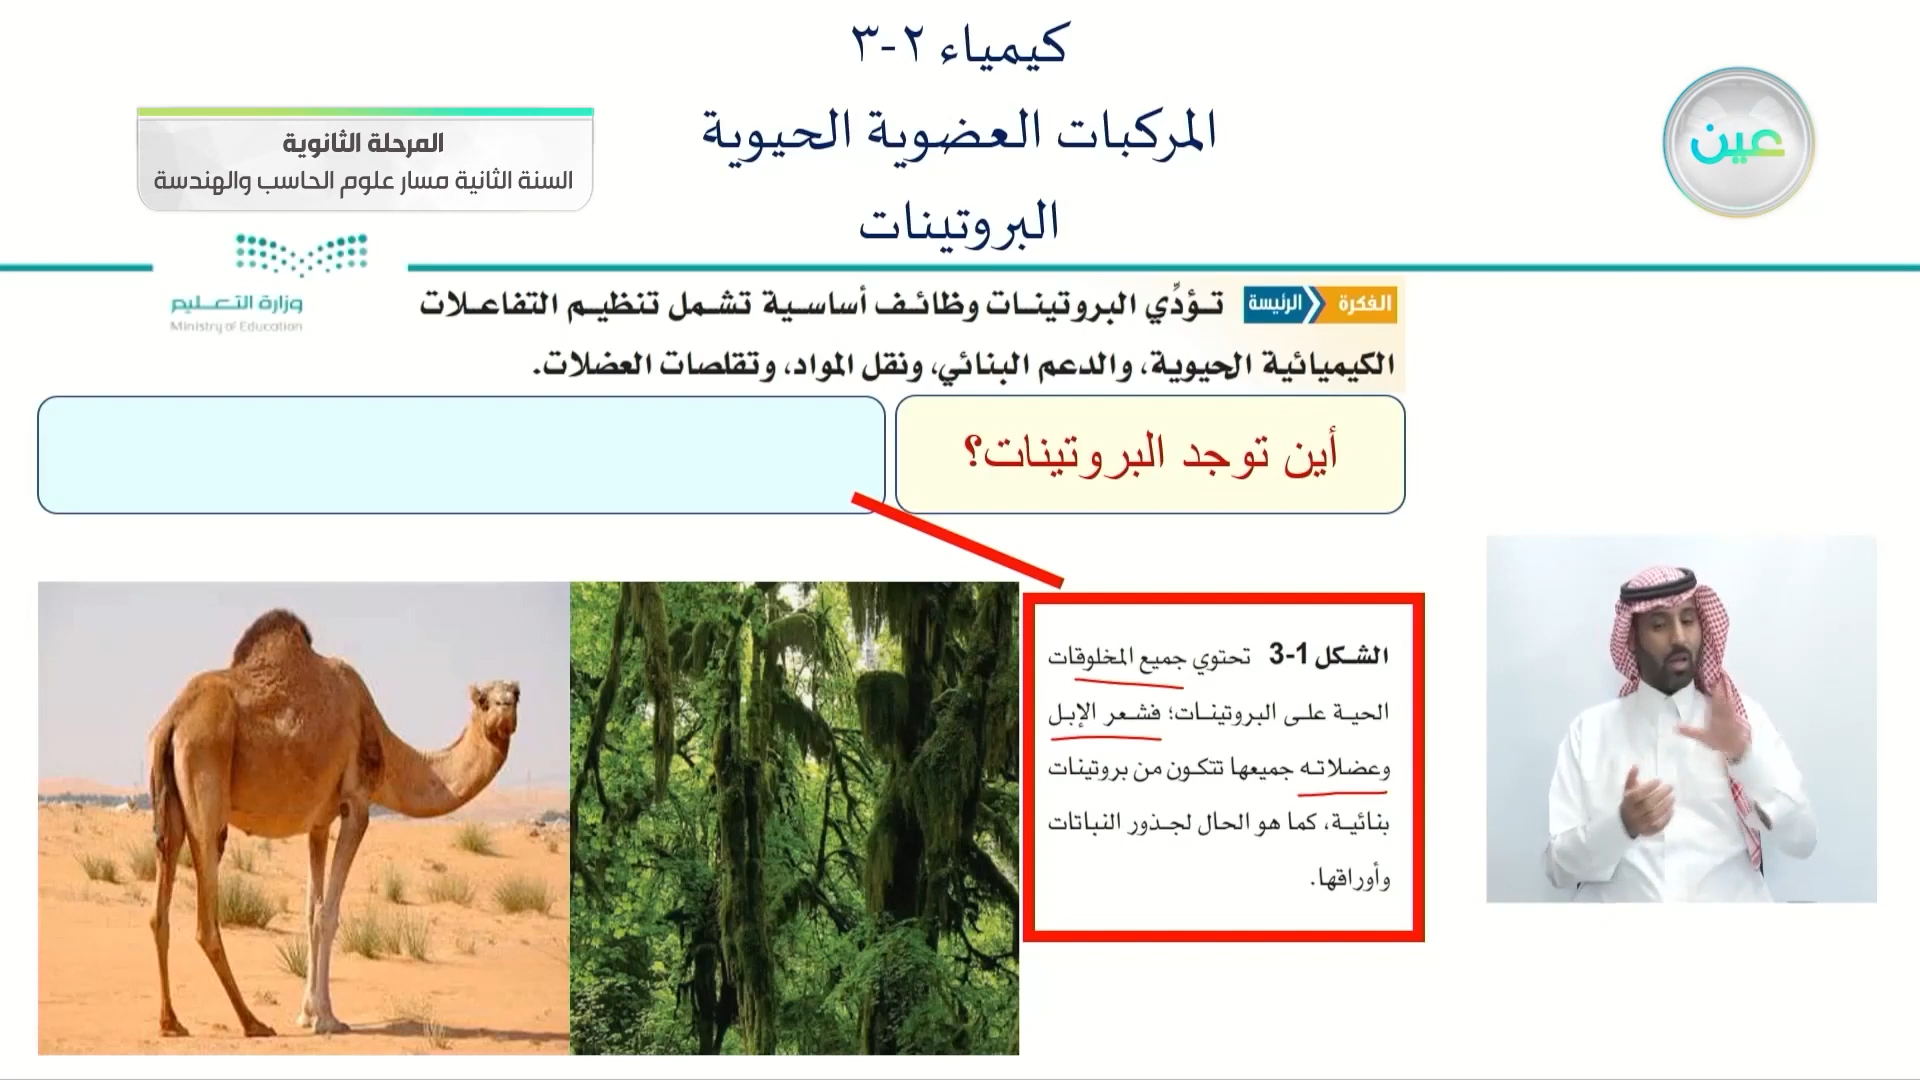 كيمياء ٢-٣
المركبات العضوية الحيوية
البروتينات
عين
المرحلة الثانوية
السنة الثانية مسار علوم الحاسب والهندسة
وزارة التعليم
Ministry of Education
الفكرة الرئيسة تؤدِّي البروتينات وظائف أساسية تشمل تنظيم التفاعلات
الكيميائية الحيوية، والدعم البنائي، ونقل المواد، وتقلصات العضلات.
أين توجد البروتينات؟
الشكل 1-3 تحتوي جميع المخلوقات
الحية على البروتينات؛ فشعر الإبل
وعضلاته جميعها تتكون من بروتينات
بنائية، كما هو الحال لجذور النباتات
وأوراقها.